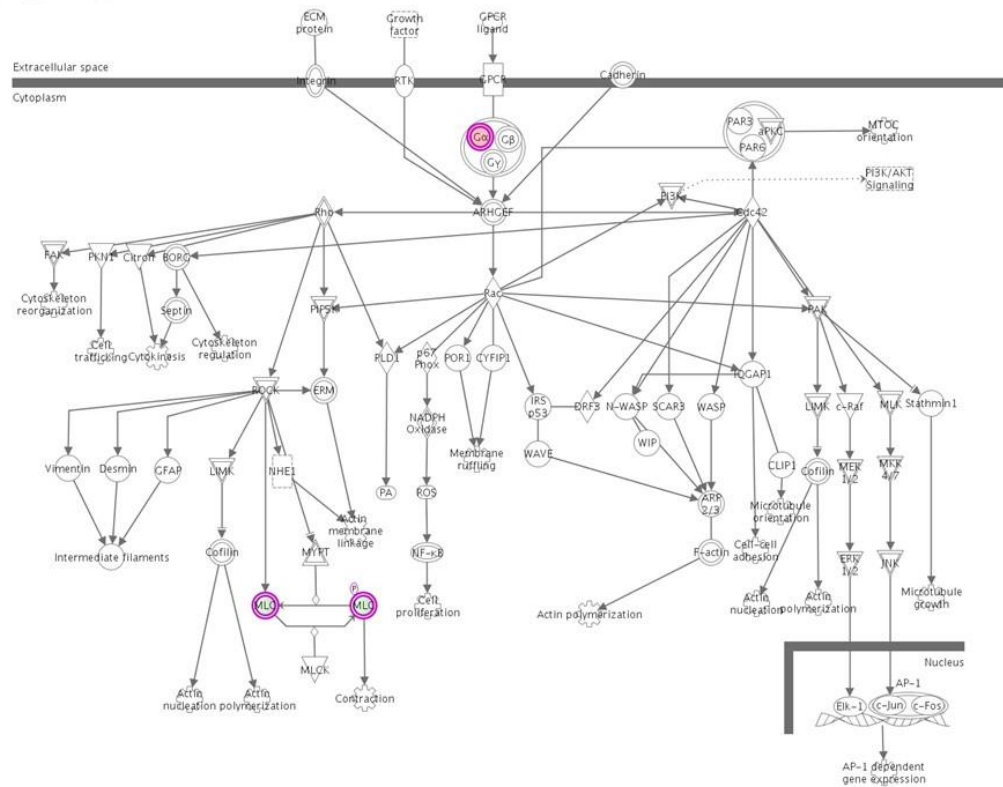 ECM
protein
Growth
factor
GPCR
ligand
Extracellular space
Integrin
RTK
GPCR
Cadherin
Cytoplasm
Gα
Gβ
Gγ
PAR3
aPKC
PAR6
MTOC
orientation
PI3K/AKT
Signaling
PI3K
Rho
ARHGEF
Cdc42
FAK
PKN1
Citron
BORG
Cytoskeleton
reorganization
Septin
Cell
trafficking
Cytokinesis
Cytoskeleton
regulation
Rac
PAK
PLD1
p67
Phox
POR1
CYFIP1
IQGAP1
ROCK
ERM
NADPH
Oxidase
IRS
p53
DRF3
N-WASP
SCAR3
WASP
LIMK
c-Raf
MLK
Stathmin1
WIP
WAVE
Membrane
ruffling
Vimentin
Desmin
GFAP
LIMK
NHE1
PA
ROS
CLIP1
Cofilin
MEK
1/2
MKK
4/7
ARP
2/3
Microtubule
orientation
Actin
membrane
linkage
MYPT
Intermediate filaments
Cofilin
NF-κB
F-actin
Cell-cell
adhesion
ERK
1/2
JNK
MLC
P
MLC
Cell
proliferation
Actin polymerization
Actin
nucleation
Actin
polymerization
Microtubule
growth
MLCK
Actin
nucleation
Actin
polymerization
Contraction
Nucleus
AP-1
Elk-1
c-Jun
c-Fos
AP-1 dependent
gene expression